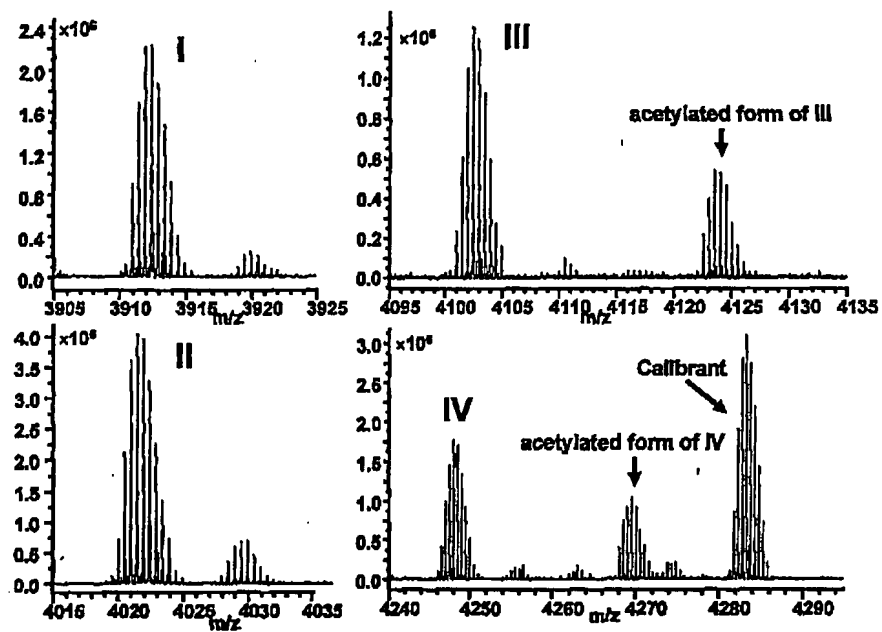 ×10⁶
I
2.4
2.0
1.6
1.2
0.8
0.4
0.0
3905 3910 3915 3920 3925
m/z
×10⁶
III
acetylated form of III
1.2
1.0
0.8
0.6
0.4
0.2
0.0
4095 4100 4105 4110 4115 4120 4125 4130 4135
m/z
×10⁶
II
4.0
3.5
3.0
2.5
2.0
1.5
1.0
0.5
0.0
4015 4020 4025 4030 4035
m/z
×10⁶
Calibrant
IV
acetylated form of IV
3.0
2.5
2.0
1.5
1.0
0.5
0.0
4240 4250 4260 4270 4280 4290
m/z